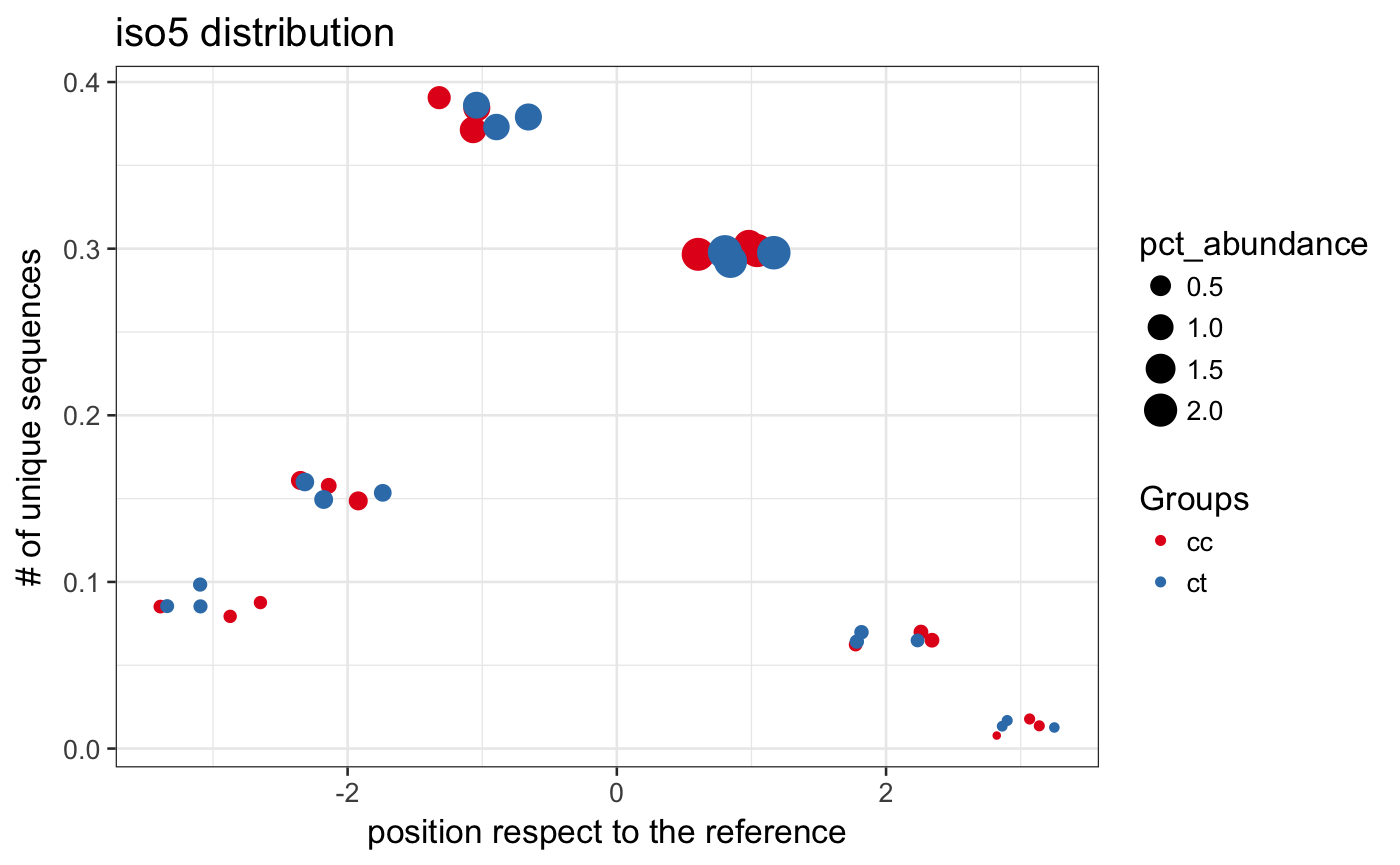 iso5 distribution
0.4
0.3
0.2
0.1
0.0
# of unique sequences
-2
0
2
position respect to the reference
pct_abundance
0.5
1.0
1.5
2.0
Groups
cc
ct